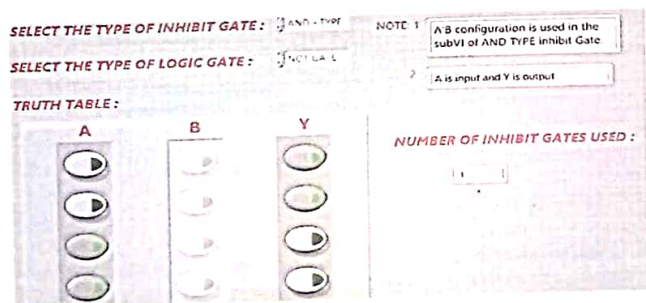 SELECT THE TYPE OF INHIBIT GATE : AND - TYPE
NOTE: 1 A'B configuration is used in the
subVI of AND TYPE inhibit Gate.
SELECT THE TYPE OF LOGIC GATE : NOT GATE
2 A is input and Y is output
TRUTH TABLE :
A B Y
NUMBER OF INHIBIT GATES USED :
1